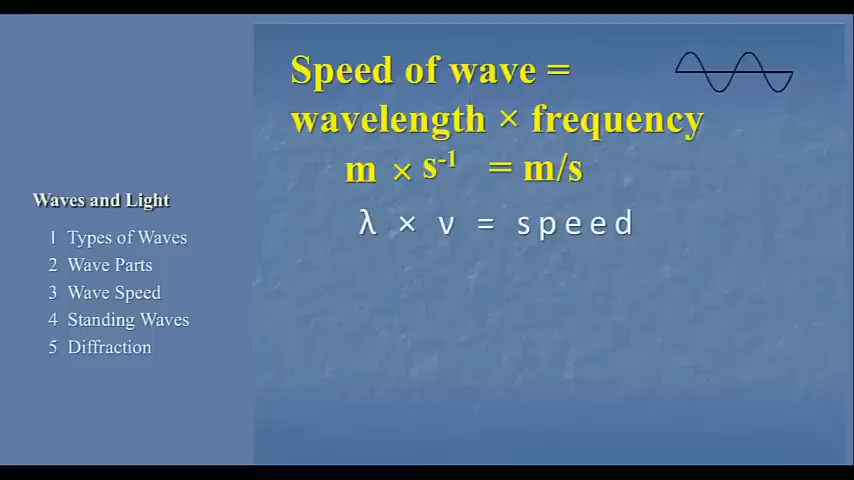 Speed of wave =
wavelength × frequency
m × s⁻¹ = m/s
λ × ν = speed
Waves and Light
1 Types of Waves
2 Wave Parts
3 Wave Speed
4 Standing Waves
5 Diffraction